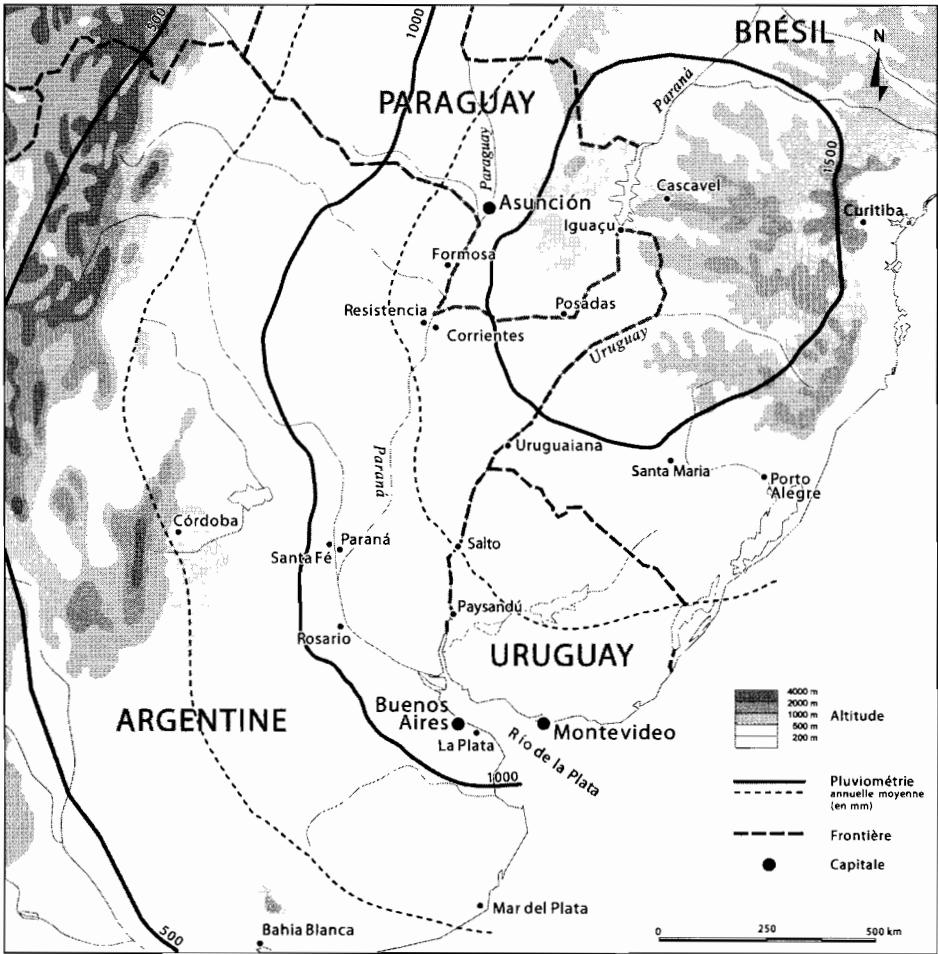 500
1000
BRÉSIL
N
Paraná
PARAGUAY
Paraguay
1500
Cascavel
Asunción
Curitiba
Iguaçu
Formosa
Resistencia
Posadas
Corrientes
Uruguay
Uruguaiana
Paraná
Santa Maria
Porto
Alegre
Córdoba
Paraná
Santa Fé
Salto
Paysandú
Rosario
URUGUAY
ARGENTINE
Buenos
Aires
La Plata
Montevideo
Río de la Plata
1000
4000 m
2000 m
1000 m
500 m
200 m
Altitude
Pluviométrie
annuelle moyenne
(en mm)
Frontière
Capitale
Mar del Plata
Bahia Blanca
500
0 250 500 km